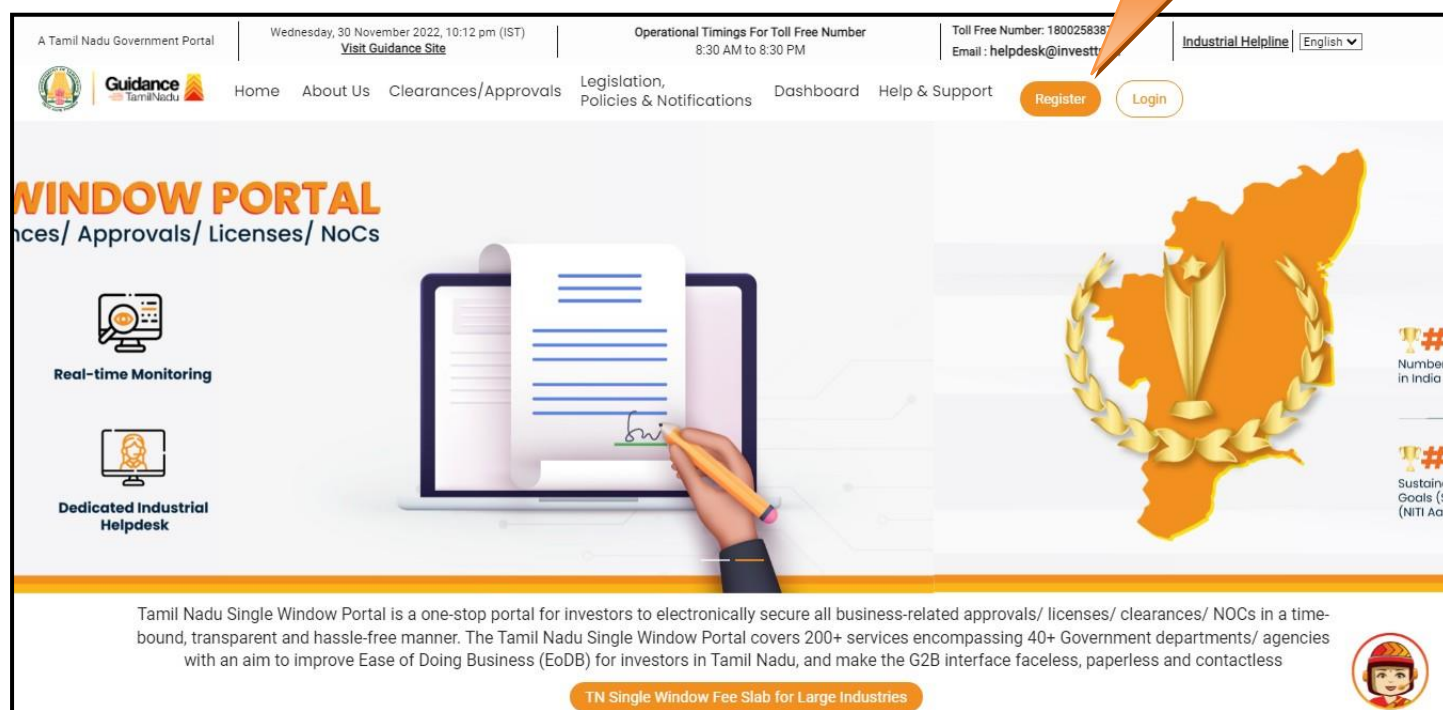 A Tamil Nadu Government Portal
Wednesday, 30 November 2022, 10:12 pm (IST)
Visit Guidance Site
Operational Timings For Toll Free Number
8:30 AM to 8:30 PM
Toll Free Number:
Email :
Industrial Helpline
English
Guidance
TamilNadu
Home
About Us
Clearances/Approvals
Legislation,
Policies & Notifications
Dashboard
Help & Support
Register
Login
WINDOW PORTAL
Approvals/ Licenses/ NoCs
Real-time Monitoring
Dedicated Industrial
Helpdesk
#
Number
in India
#
Goals
Tamil Nadu Single Window Portal is a one-stop portal for investors to electronically secure all business-related approvals/ licenses/ clearances/ NOCs in a time-
bound, transparent and hassle-free manner. The Tamil Nadu Single Window Portal covers 200+ services encompassing 40+ Government departments/ agencies
with an aim to improve Ease of Doing Business (EoDB) for investors in Tamil Nadu, and make the G2B interface faceless, paperless and contactless
TN Single Window Fee Slab for Large Industries